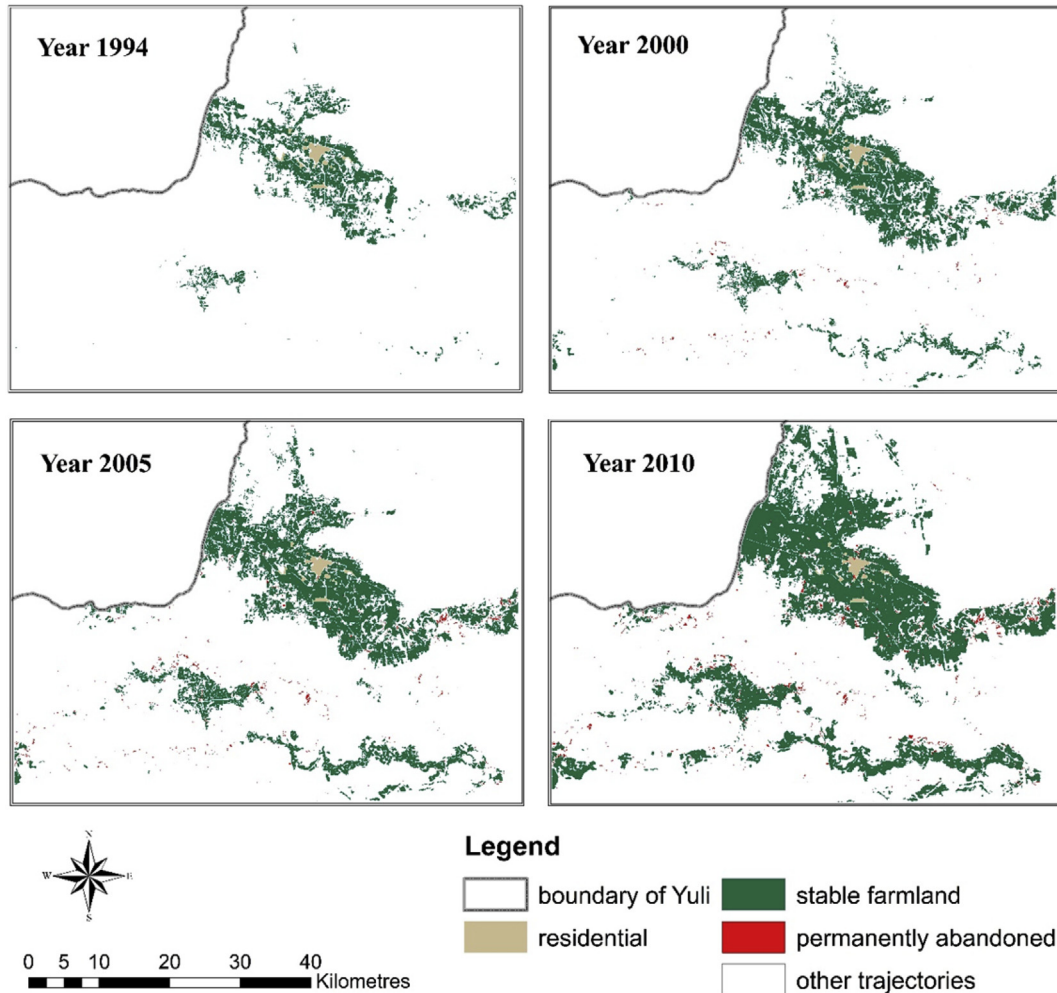 Year 1994
Year 2000
Year 2005
Year 2010
N
W E
S
0 5 10 20 30 40
Kilometres
Legend
boundary of Yuli
stable farmland
residential
permanently abandoned
other trajectories